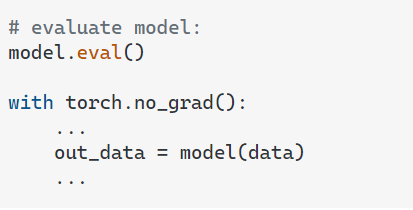 # evaluate model:
model.eval()
with torch.no_grad():
    ...
    out_data = model(data)
    ...